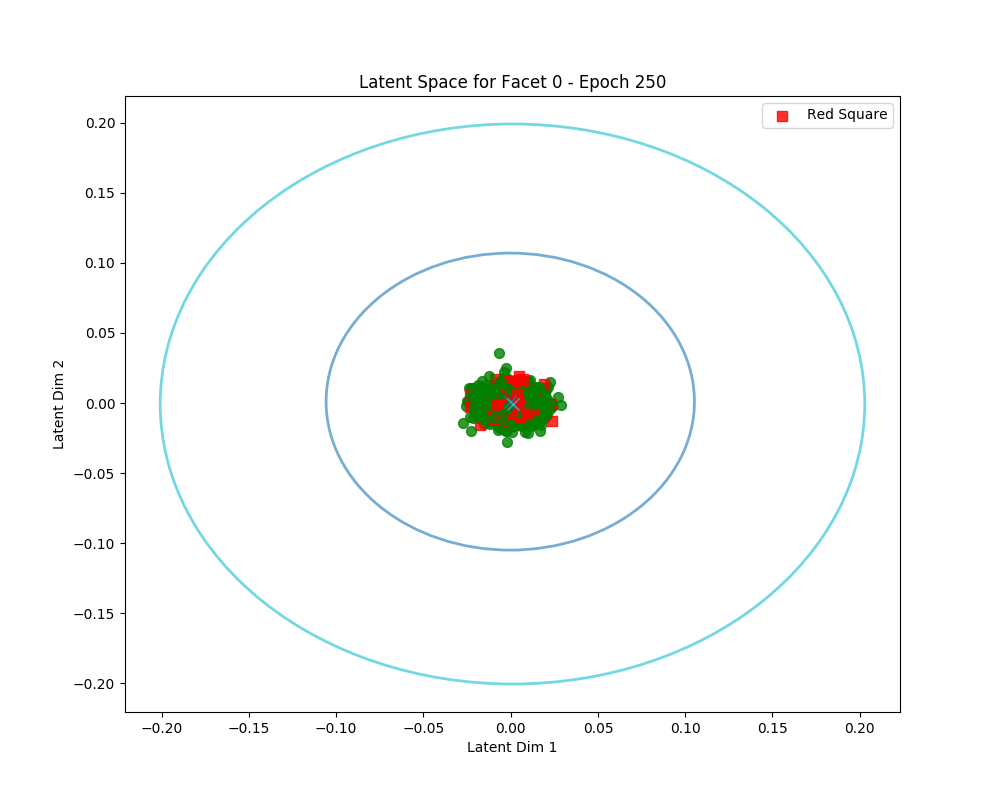 Latent Space for Facet 0 - Epoch 250
Red Square
0.20
0.15
0.10
0.05
0.00
−0.05
−0.10
−0.15
−0.20
Latent Dim 2
−0.20 −0.15 −0.10 −0.05 0.00 0.05 0.10 0.15 0.20
Latent Dim 1